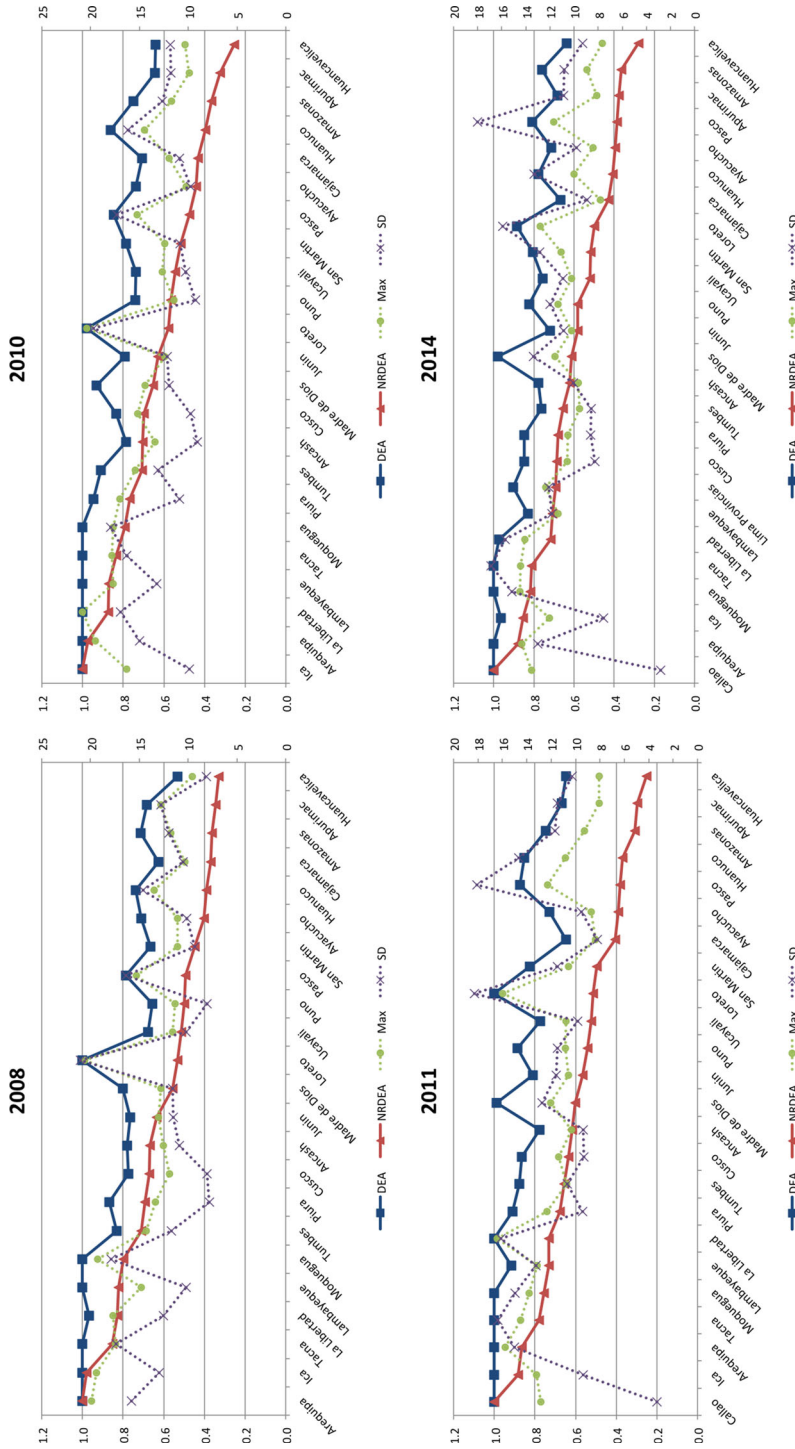 2008
1.2
1.0
0.8
0.6
0.4
0.2
0.0
25
20
15
10
5
0
Arequipa
Ica
Tacna
La Libertad
Lambayeque
Moquegua
Tumbes
Piura
Cusco
Ancash
Junin
Madre de Dios
Loreto
Ucayali
Puno
Pasco
San Martin
Ayacucho
Huanuco
Cajamarca
Amazonas
Apurimac
Huancavelica
DEA NRDEA Max SD
2010
1.2
1.0
0.8
0.6
0.4
0.2
0.0
25
20
15
10
5
0
Ica
Arequipa
La Libertad
Lambayeque
Tacna
Moquegua
Piura
Tumbes
Ancash
Cusco
Madre de Dios
Junin
Loreto
Puno
Ucayali
San Martin
Pasco
Ayacucho
Cajamarca
Huanuco
Amazonas
Apurimac
Huancavelica
DEA NRDEA Max SD
2011
1.2
1.0
0.8
0.6
0.4
0.2
0.0
20
18
16
14
12
10
8
6
4
2
0
Callao
Ica
Arequipa
Tacna
Moquegua
Lambayeque
La Libertad
Piura
Tumbes
Cusco
Ancash
Madre de Dios
Junin
Puno
Ucayali
Loreto
San Martin
Cajamarca
Ayacucho
Pasco
Huanuco
Amazonas
Apurimac
Huancavelica
DEA NRDEA Max SD
2014
1.2
1.0
0.8
0.6
0.4
0.2
0.0
20
18
16
14
12
10
8
6
4
2
0
Callao
Arequipa
Ica
Moquegua
Tacna
La Libertad
Lambayeque
Lima Provincias
Cusco
Piura
Tumbes
Ancash
Madre de Dios
Junin
Puno
Ucayali
San Martin
Loreto
Cajamarca
Huanuco
Ayacucho
Pasco
Apurimac
Amazonas
Huancavelica
DEA NRDEA Max SD